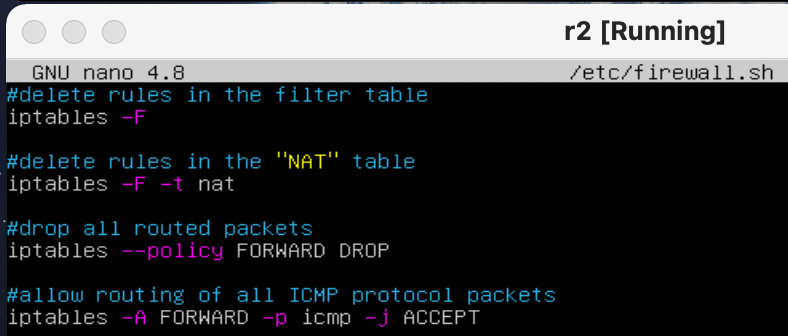 r2 [Running]
GNU nano 4.8 /etc/firewall.sh
#delete rules in the filter table
iptables -F
#delete rules in the "NAT" table
iptables -F -t nat
#drop all routed packets
iptables --policy FORWARD DROP
#allow routing of all ICMP protocol packets
iptables -A FORWARD -p icmp -j ACCEPT